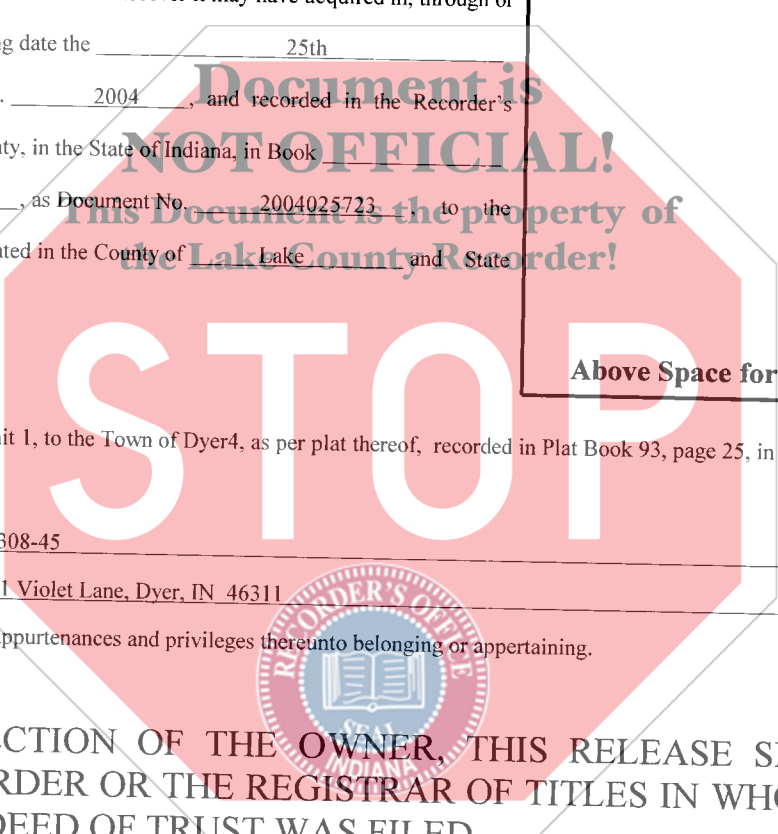 it may have acquired in, through or
g date the 25th
. 2004 , and recorded in the Recorder's
Document is
ty, in the State of Indiana, in Book
NOT OFFICIAL!
, as Document No. 2004025723 , to the
This Document is the property of
ated in the County of Lake and State
the Lake County Recorder!
STOP
Above Space for
it 1, to the Town of Dyer4, as per plat thereof, recorded in Plat Book 93, page 25, in
308-45
1 Violet Lane, Dyer, IN 46311
appurtenances and privileges thereunto belonging or appertaining.
RECORDER'S OFFICE
SEAL
INDIANA
ECTION OF THE OWNER, THIS RELEASE S
RDER OR THE REGISTRAR OF TITLES IN WHO
DEED OF TRUST WAS FILED